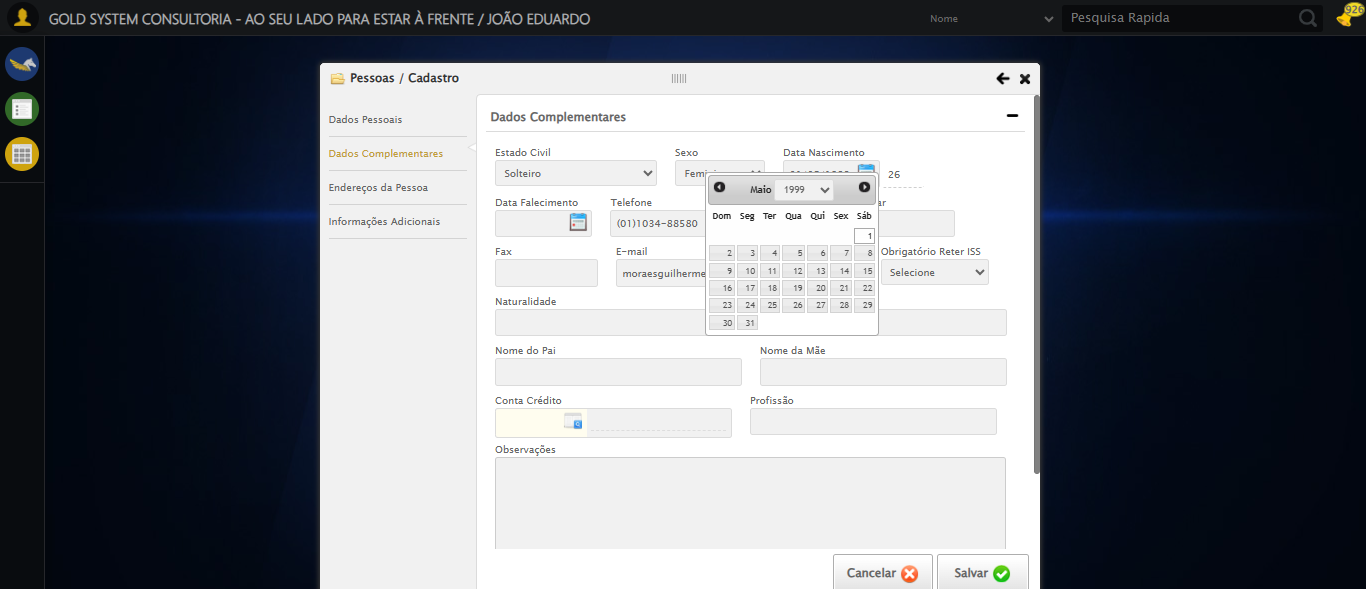 GOLD SYSTEM CONSULTORIA - AO SEU LADO PARA ESTAR À FRENTE / JOÃO EDUARDO
Nome
Pesquisa Rapida
926
Pessoas / Cadastro
Dados Pessoais
Dados Complementares
Endereços da Pessoa
Informações Adicionais
Dados Complementares
Estado Civil Sexo Data Nascimento
Solteiro 26
Maio 1999
Dom Seg Ter Qua Qui Sex Sáb
1
2 3 4 5 6 7 8
9 10 11 12 13 14 15
16 17 18 19 20 21 22
23 24 25 26 27 28 29
30 31
Data Falecimento Telefone
(01)1034-88580
Fax E-mail Obrigatório Reter ISS
moraesguilherme Selecione
Naturalidade
Nome do Pai Nome da Mãe
Conta Crédito Profissão
Observações
Cancelar Salvar